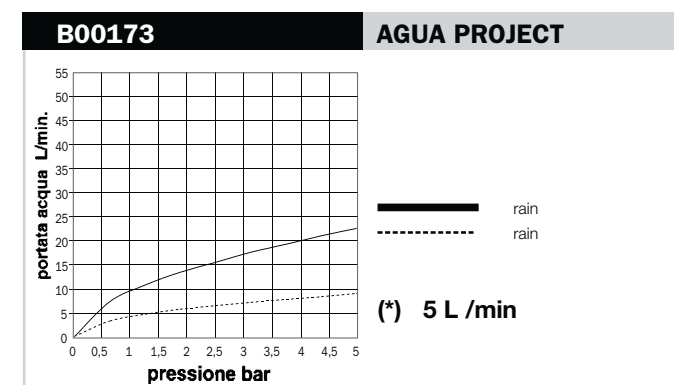 B00173 AGUA PROJECT
portata acqua L/min.
55
50
45
40
35
30
25
20
15
10
5
0
0 0,5 1 1,5 2 2,5 3 3,5 4 4,5 5
pressione bar
rain
rain
(*) 5 L /min